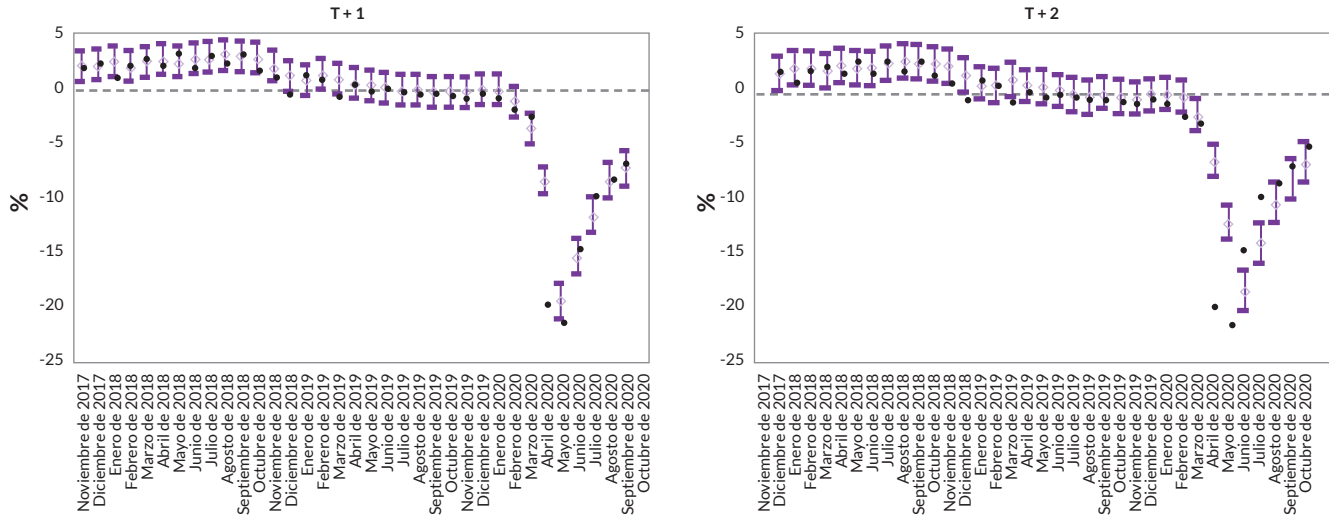 T + 1
%
5
0
-5
-10
-15
-20
-25
Noviembre de 2017
Diciembre de 2017
Enero de 2018
Febrero de 2018
Marzo de 2018
Abril de 2018
Mayo de 2018
Junio de 2018
Julio de 2018
Agosto de 2018
Septiembre de 2018
Octubre de 2018
Noviembre de 2018
Diciembre de 2018
Enero de 2019
Febrero de 2019
Marzo de 2019
Abril de 2019
Mayo de 2019
Junio de 2019
Julio de 2019
Agosto de 2019
Septiembre de 2019
Octubre de 2019
Noviembre de 2019
Diciembre de 2019
Enero de 2020
Febrero de 2020
Marzo de 2020
Abril de 2020
Mayo de 2020
Junio de 2020
Julio de 2020
Agosto de 2020
Septiembre de 2020
Octubre de 2020
T + 2
%
5
0
-5
-10
-15
-20
-25
Noviembre de 2017
Diciembre de 2017
Enero de 2018
Febrero de 2018
Marzo de 2018
Abril de 2018
Mayo de 2018
Junio de 2018
Julio de 2018
Agosto de 2018
Septiembre de 2018
Octubre de 2018
Noviembre de 2018
Diciembre de 2018
Enero de 2019
Febrero de 2019
Marzo de 2019
Abril de 2019
Mayo de 2019
Junio de 2019
Julio de 2019
Agosto de 2019
Septiembre de 2019
Octubre de 2019
Noviembre de 2019
Diciembre de 2019
Enero de 2020
Febrero de 2020
Marzo de 2020
Abril de 2020
Mayo de 2020
Junio de 2020
Julio de 2020
Agosto de 2020
Septiembre de 2020
Octubre de 2020